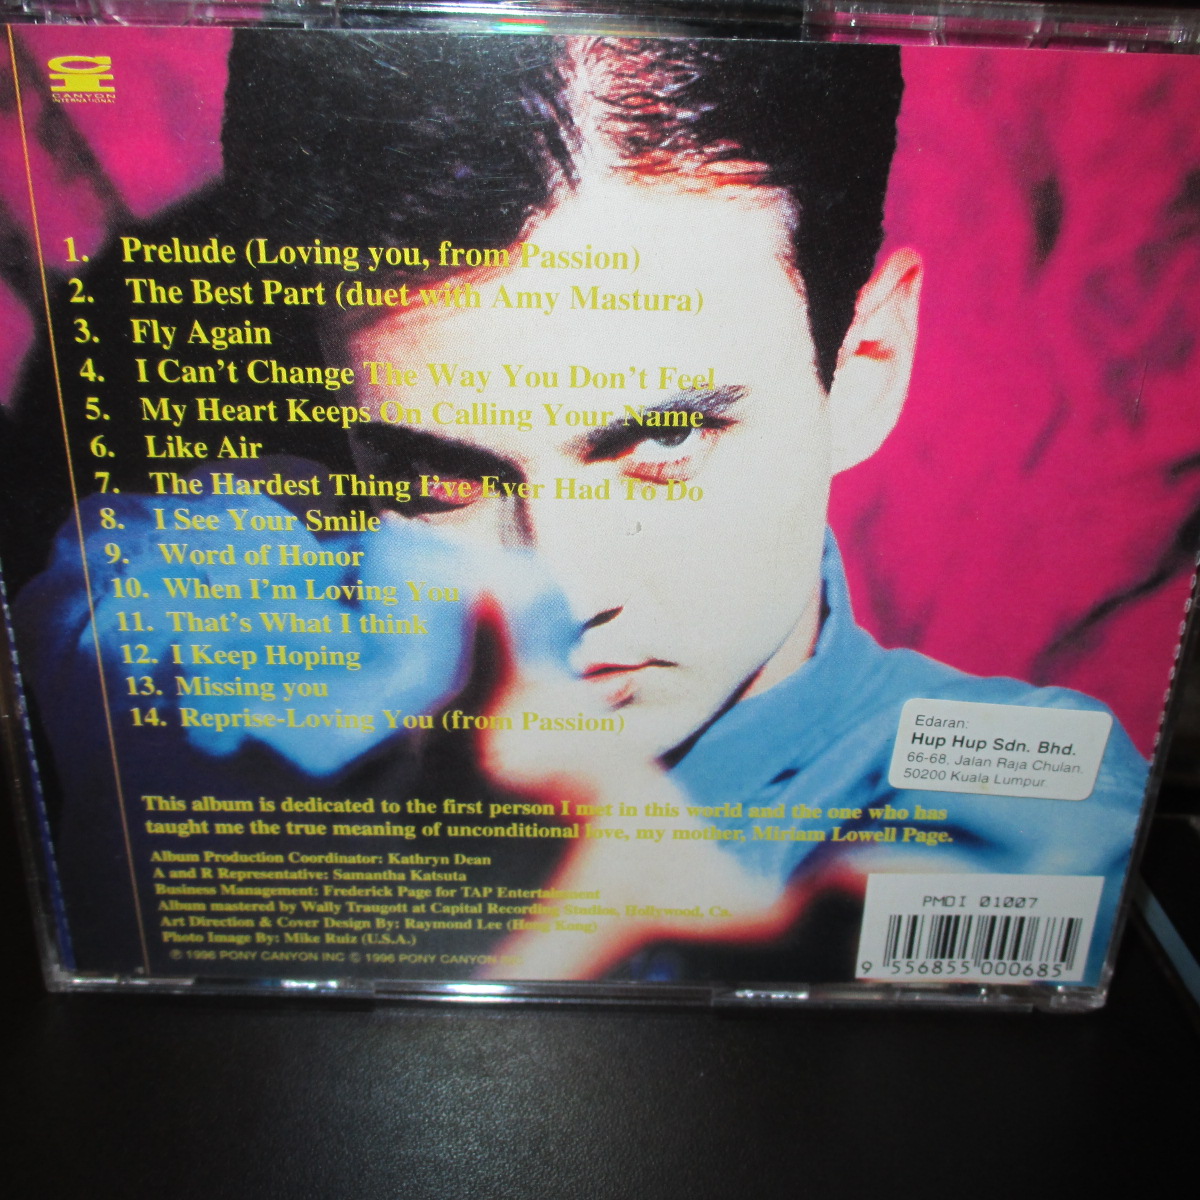 CANYON
INTERNATIONAL
1. Prelude (Loving you, from Passion)
2. The Best Part (duet with Amy Mastura)
3. Fly Again
4. I Can't Change The Way You Don't Feel
5. My Heart Keeps On Calling Your Name
6. Like Air
7. The Hardest Thing I've Ever Had To Do
8. I See Your Smile
9. Word of Honor
10. When I'm Loving You
11. That's What I think
12. I Keep Hoping
13. Missing you
14. Reprise-Loving You (from Passion)
Edaran:
Hup Hup Sdn. Bhd.
66-68, Jalan Raja Chulan,
50200 Kuala Lumpur
This album is dedicated to the first person I met in this world and the one who has
taught me the true meaning of unconditional love, my mother, Miriam Lowell Page.
Album Production Coordinator: Kathryn Dean
A and R Representative: Samantha Katsuta
Business Management: Frederick Page for TAP Entertainment
Album mastered by Wally Traugott at Capital Recording Studios, Hollywood, Ca.
Art Direction & Cover Design By: Raymond Lee (Hong Kong)
Photo Image By: Mike Ruiz (U.S.A.)
℗ 1996 PONY CANYON INC © 1996 PONY CANYON INC
PMDI 01007
9 556855 000685